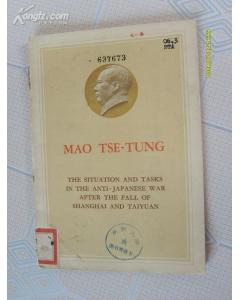 637673
MAO TSE-TUNG
THE SITUATION AND TASKS
IN THE ANTI-JAPANESE WAR
AFTER THE FALL OF
SHANGHAI AND TAIYUAN